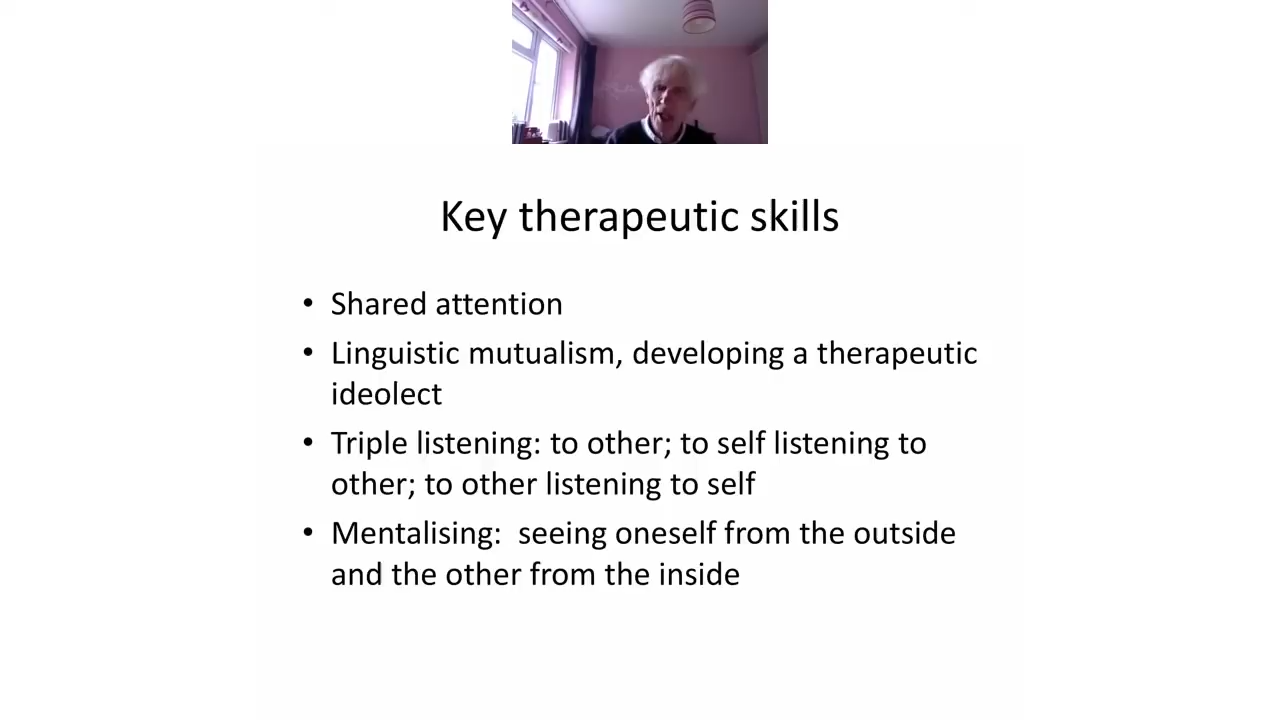 Key therapeutic skills
• Shared attention
• Linguistic mutualism, developing a therapeutic
ideolect
• Triple listening: to other; to self listening to
other; to other listening to self
• Mentalising:  seeing oneself from the outside
and the other from the inside